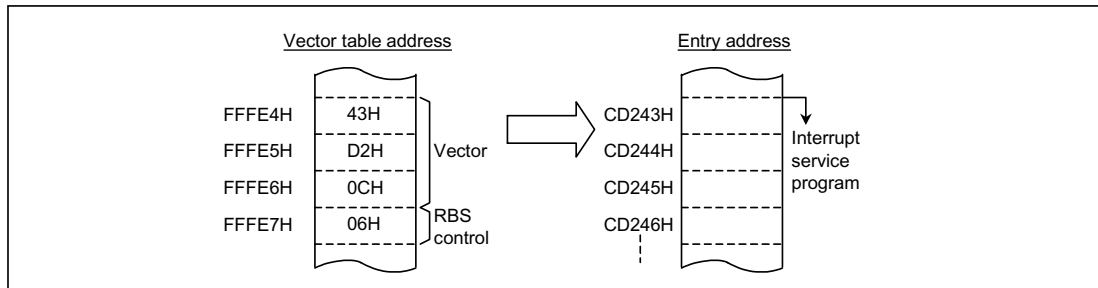 Vector table address
Entry address
FFFE4H 43H
CD243H
FFFE5H D2H
Vector
CD244H
FFFE6H 0CH
CD245H
FFFE7H 06H
RBS
control
CD246H
Interrupt
service
program